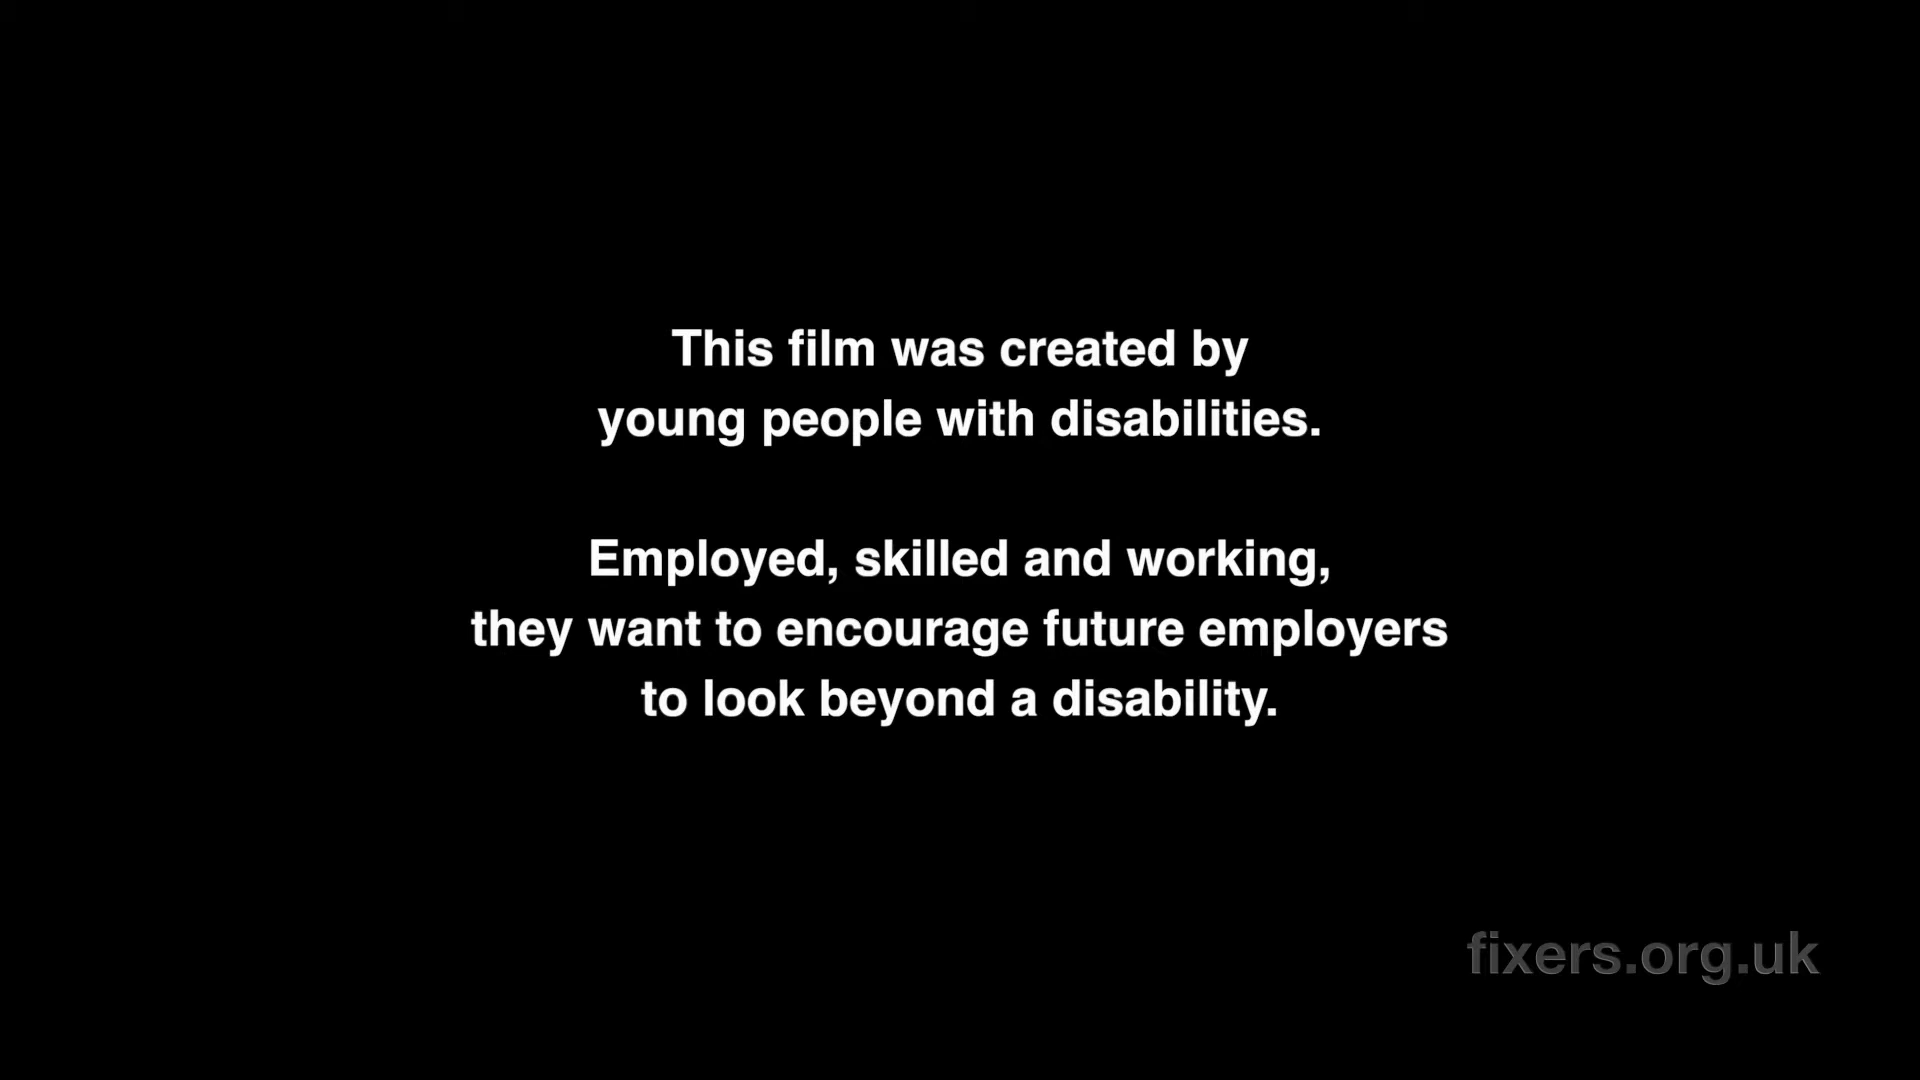 This film was created by
young people with disabilities.
Employed, skilled and working,
they want to encourage future employers
to look beyond a disability.
fixers.org.uk